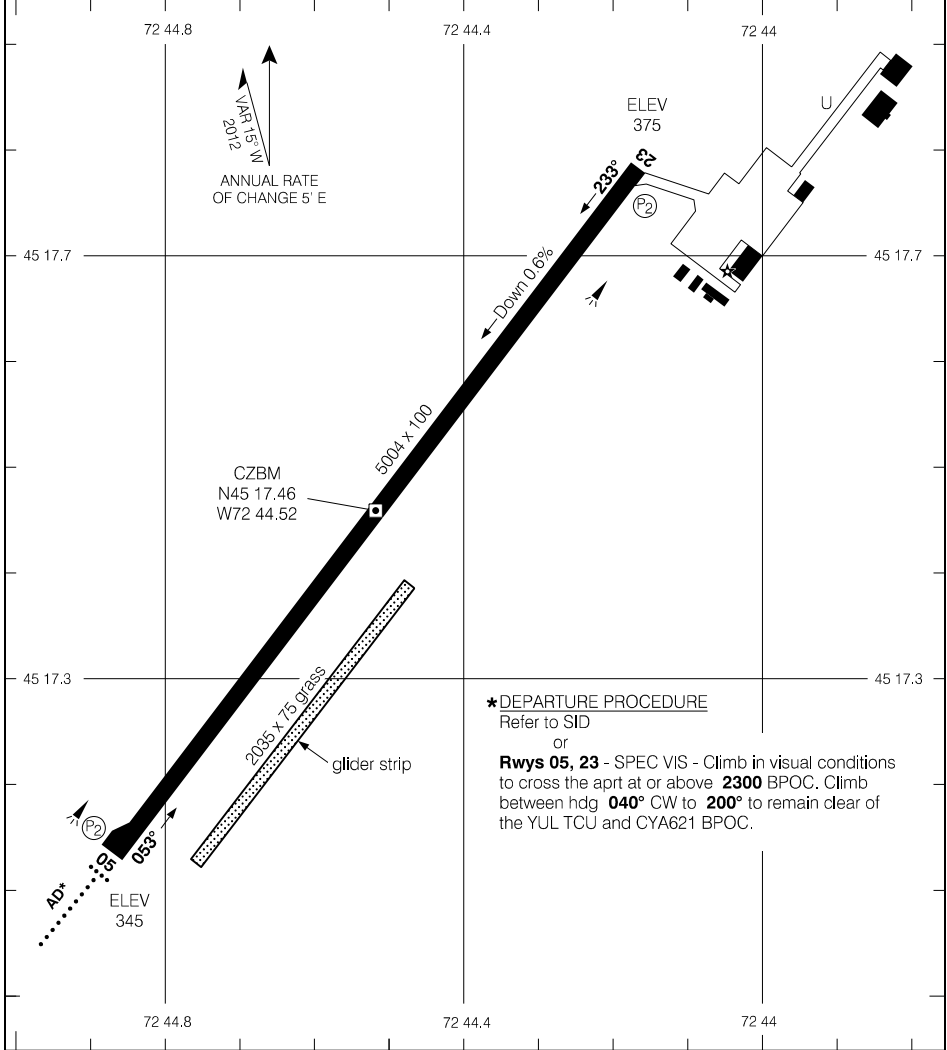 72 44.8
72 44.4
72 44
VAR 15° W
2012
ANNUAL RATE
OF CHANGE 5' E
ELEV
375
U
23
233°
P2
45 17.7
45 17.7
Down 0.6%
5004 x 100
CZBM
N45 17.46
W72 44.52
45 17.3
45 17.3
2035 x 75 grass
glider strip
*DEPARTURE PROCEDURE
Refer to SID
or
Rwys 05, 23 - SPEC VIS - Climb in visual conditions
to cross the aprt at or above 2300 BPOC. Climb
between hdg 040° CW to 200° to remain clear of
the YUL TCU and CYA621 BPOC.
P2
05
053°
AD*
ELEV
345
72 44.8
72 44.4
72 44